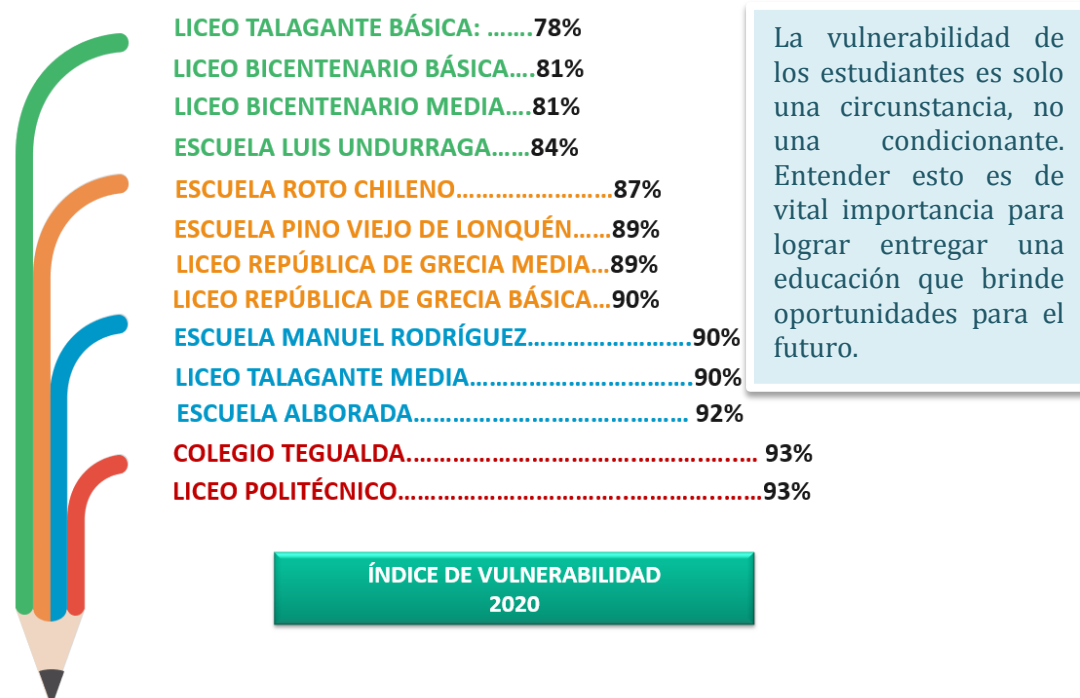 LICEO TALAGANTE BÁSICA: …....78%
LICEO BICENTENARIO BÁSICA....81%
LICEO BICENTENARIO MEDIA....81%
ESCUELA LUIS UNDURRAGA......84%
ESCUELA ROTO CHILENO……………………87%
ESCUELA PINO VIEJO DE LONQUÉN......89%
LICEO REPÚBLICA DE GRECIA MEDIA...89%
LICEO REPÚBLICA DE GRECIA BÁSICA...90%
ESCUELA MANUEL RODRÍGUEZ…………………….90%
LICEO TALAGANTE MEDIA…………………………….90%
ESCUELA ALBORADA…………………………………… 92%
COLEGIO TEGUALDA……………………………..…….…... 93%
LICEO POLITÉCNICO……………………………..…………..……93%
La vulnerabilidad de
los estudiantes es solo
una circunstancia, no
una condicionante.
Entender esto es de
vital importancia para
lograr entregar una
educación que brinde
oportunidades para el
futuro.
ÍNDICE DE VULNERABILIDAD
2020